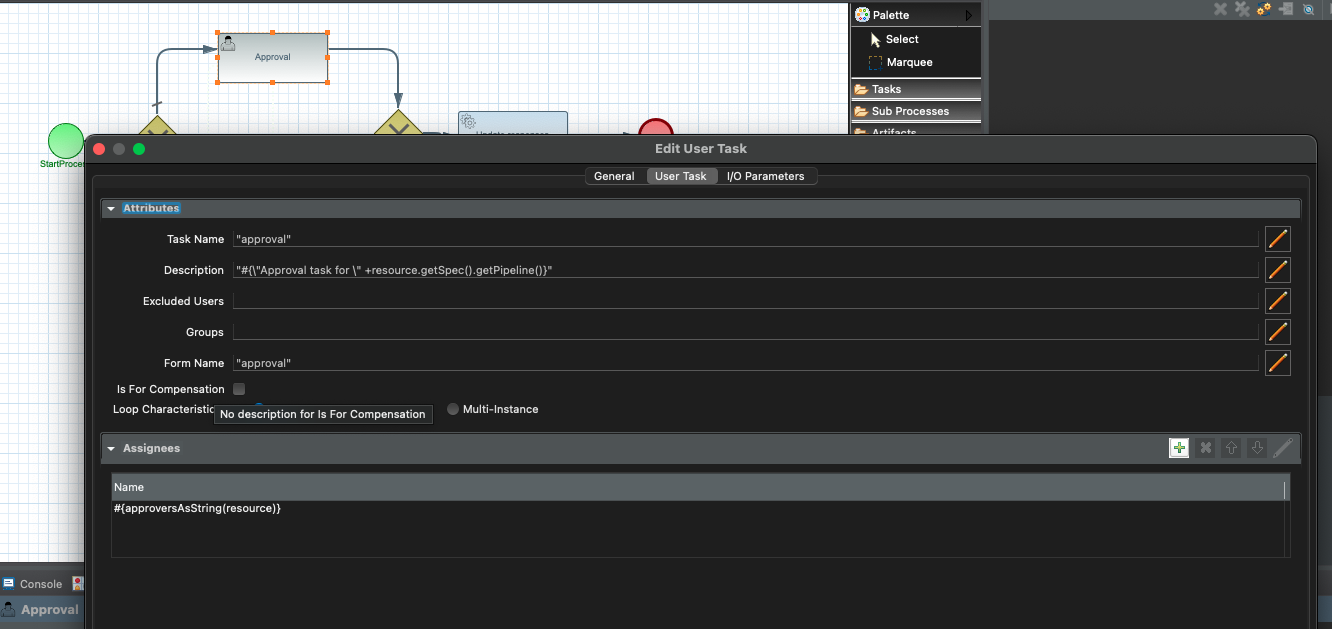 Palette
Select
Marquee
Tasks
Sub Processes
Artifacts
Approval
Update
StartProces
Edit User Task
General
User Task
I/O Parameters
Attributes
Task Name
"approval"
Description
"#{\"Approval task for \" +resource.getSpec().getPipeline()}"
Excluded Users
Groups
Form Name
"approval"
Is For Compensation
Loop Characteristic
No description for Is For Compensation
Multi-Instance
Assignees
Name
#{approversAsString(resource)}
Console
Approval